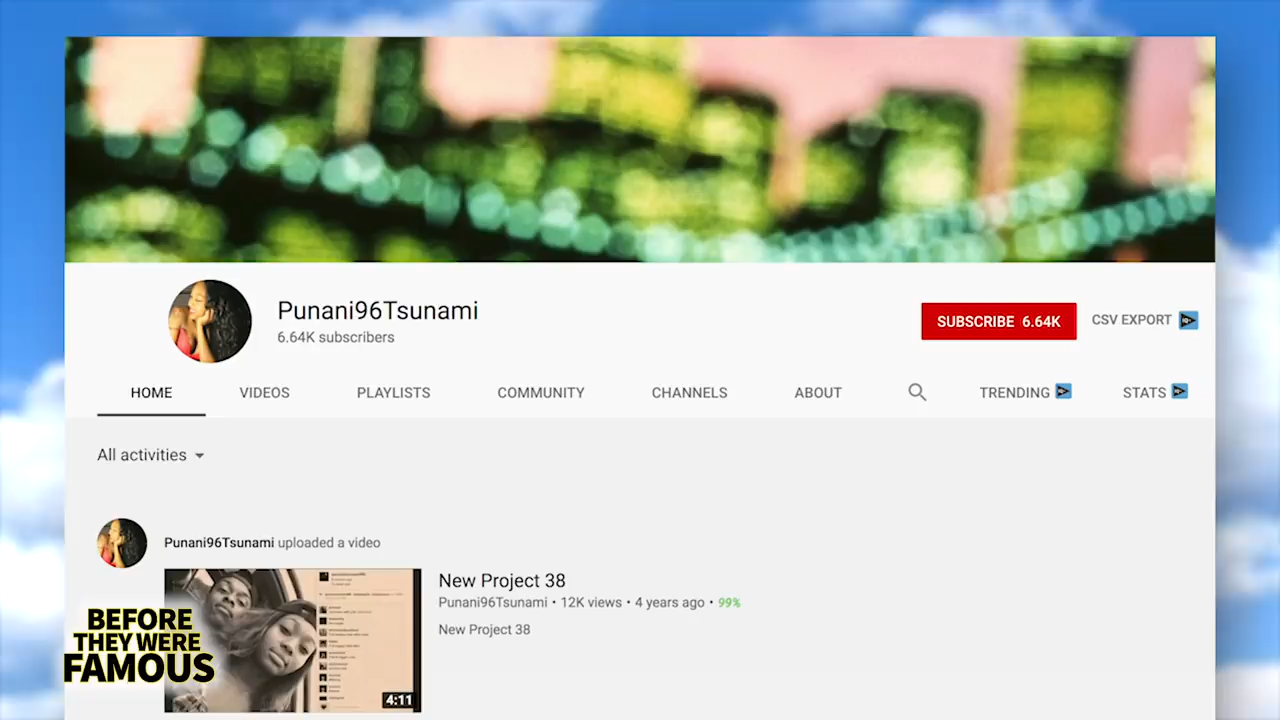 Punani96Tsunami
6.64K subscribers
SUBSCRIBE 6.64K
CSV EXPORT
HOME
VIDEOS
PLAYLISTS
COMMUNITY
CHANNELS
ABOUT
TRENDING
STATS
All activities
Punani96Tsunami uploaded a video
New Project 38
Punani96Tsunami • 12K views • 4 years ago • 99%
New Project 38
4:11
BEFORE
THEY WERE
FAMOUS